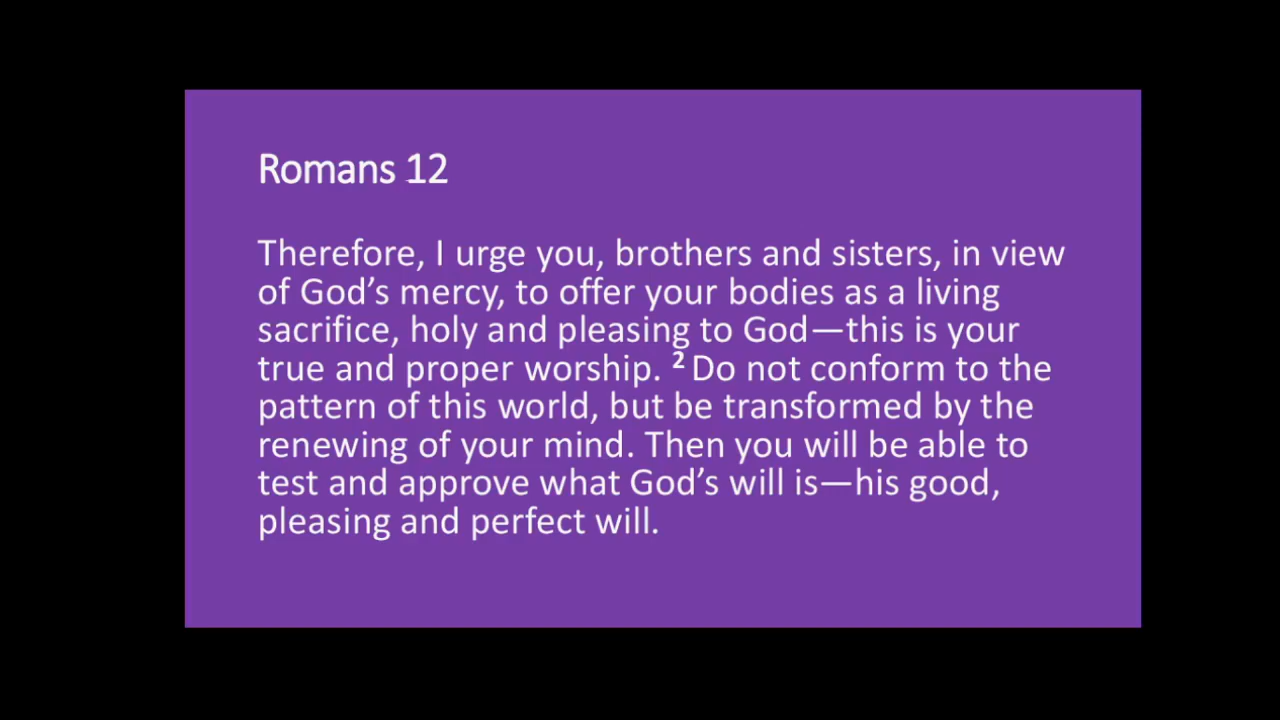 Romans 12
Therefore, I urge you, brothers and sisters, in view
of God’s mercy, to offer your bodies as a living
sacrifice, holy and pleasing to God—this is your
true and proper worship. ² Do not conform to the
pattern of this world, but be transformed by the
renewing of your mind. Then you will be able to
test and approve what God’s will is—his good,
pleasing and perfect will.